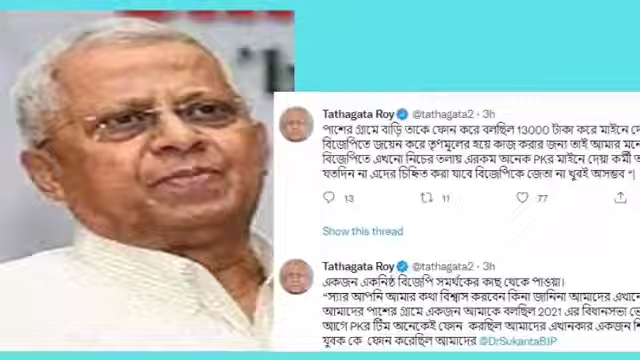 Tathagata Roy @tathagata2 · 3h
পাশের গ্রামে বাড়ি তাকে ফোন করে বলছিল 13000 টাকা করে মাইনে
বিজেপিতে জয়েন করে তৃণমূলের হয়ে কাজ করার জন্য তাই আমার
বিজেপিতে এখনো নিচের তলায় এরকম অনেক PKর মাইনে দেয়া কর্মী
যতদিন না এদের চিহ্নিত করা যাবে বিজেপিকে জেতা না খুবই অসম্ভব "|
13 11 77
Show this thread
Tathagata Roy @tathagata2 · 3h
একজন একনিষ্ঠ বিজেপি সমর্থকের কাছ থেকে পাওয়া।
"স্যার আপনি আমার কথা বিশ্বাস করবেন কিনা জানিনা আমাদের
আমাদের পাশের গ্রামে একজন আমাকে বলছিল 2021 এর বিধানসভা
আগে PKর টিম অনেকেই ফোন করছিল আমাদের এখানকার একজন
যুবক কে ফোন করেছিল আমাদের @DrSukantaBJP